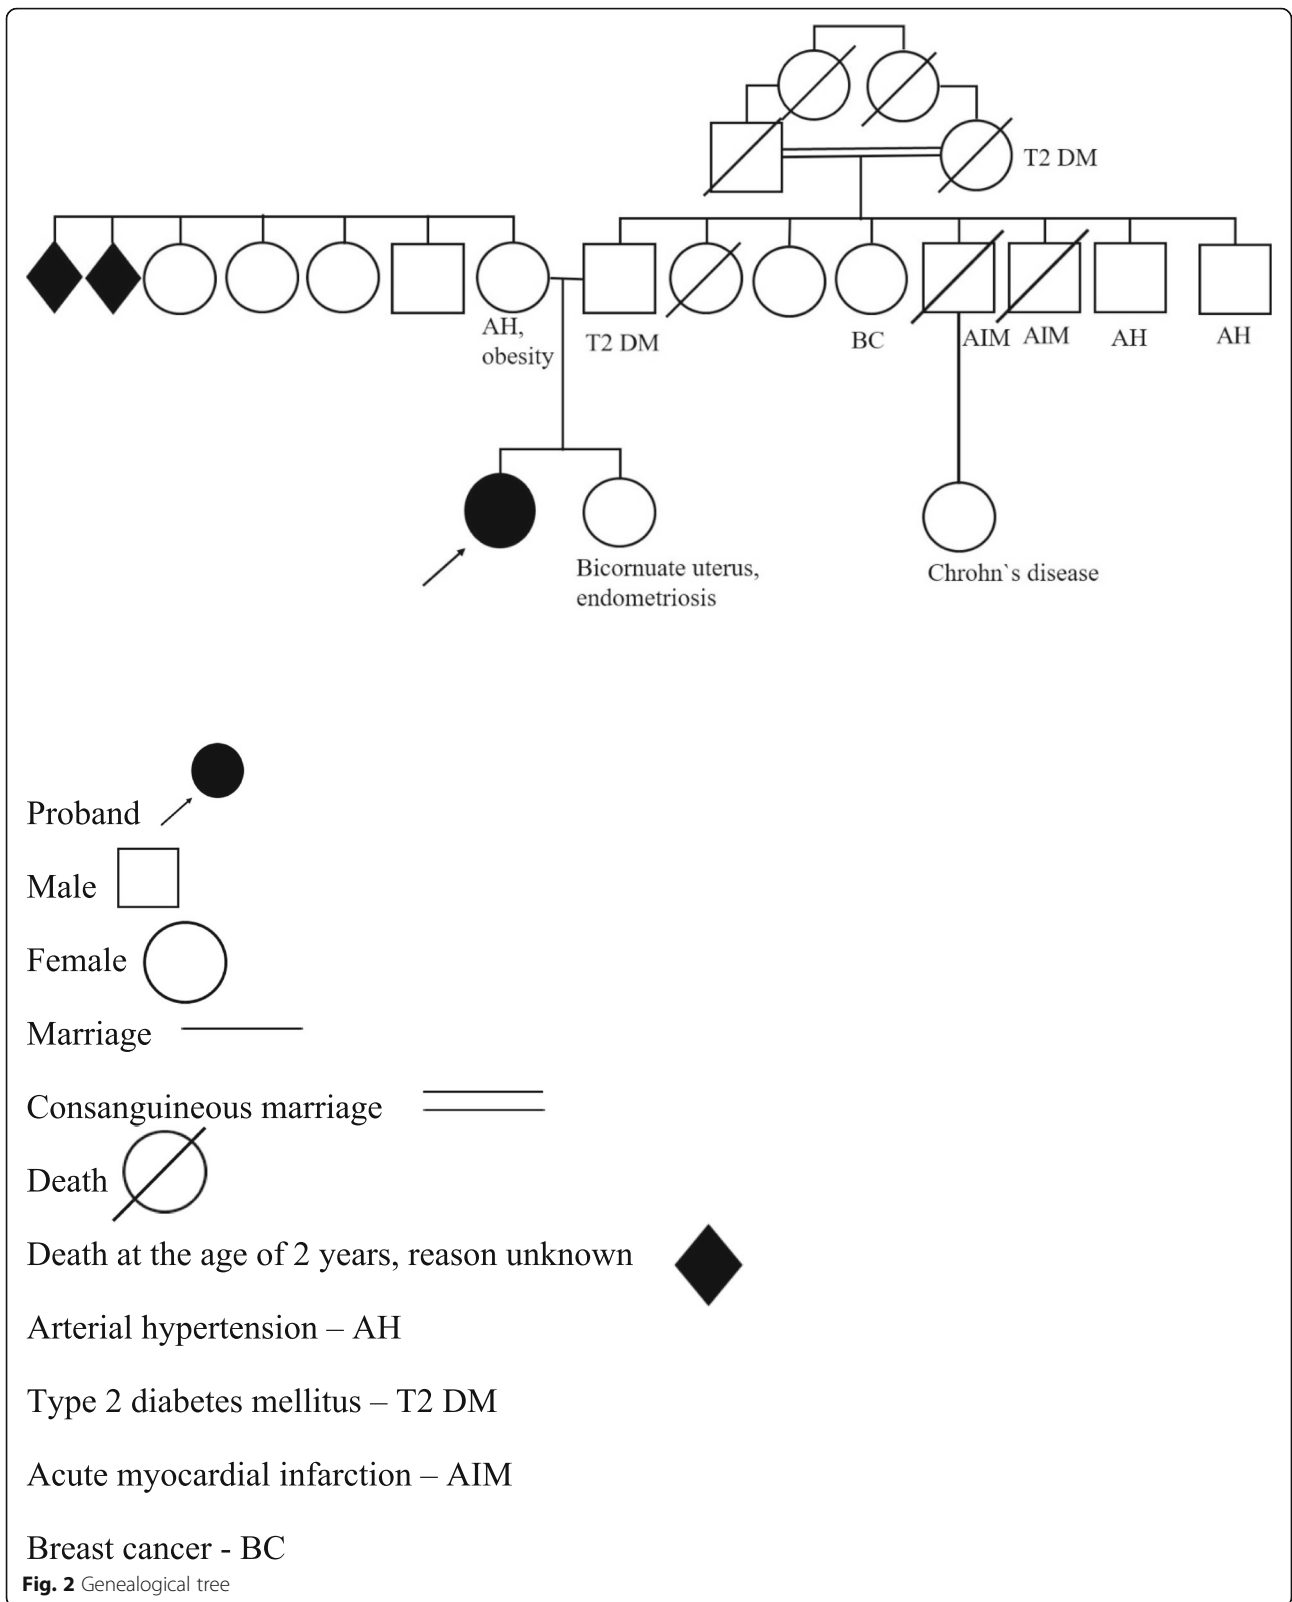 T2 DM
AH,
obesity
T2 DM
BC
AIM
AIM
AH
AH
Bicornuate uterus,
endometriosis
Chrohn`s disease
Proband
Male
Female
Marriage
Consanguineous marriage
Death
Death at the age of 2 years, reason unknown
Arterial hypertension – AH
Type 2 diabetes mellitus – T2 DM
Acute myocardial infarction – AIM
Breast cancer - BC
Fig. 2 Genealogical tree